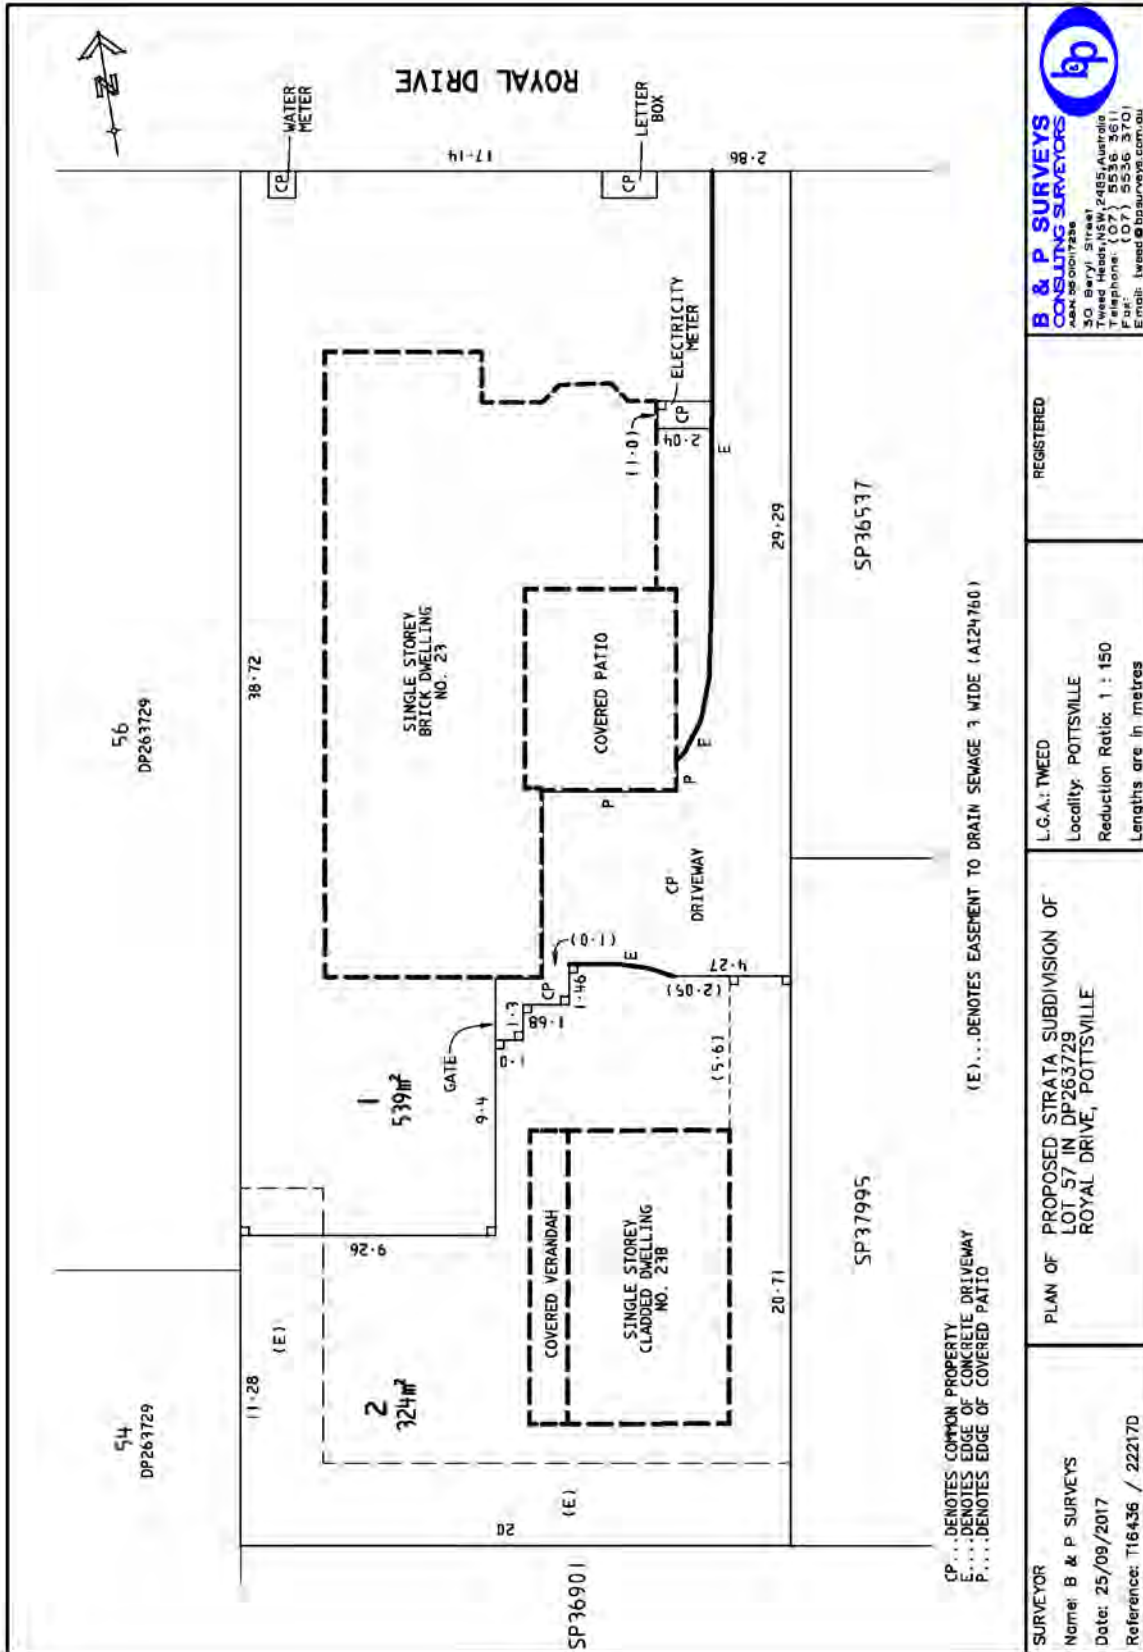 54
DP263729
56
DP263729
N
ROYAL DRIVE
11·28
38·72
17·14
2·86
CP
WATER
METER
CP
LETTER
BOX
(E)
9·26
2
324m²
1
539m²
SINGLE STOREY
BRICK DWELLING
NO. 23
GATE
9·4
1·0
1·3
1·68
CP
1·46
(1·0)
E
(2·05)
4·27
CP
DRIVEWAY
COVERED PATIO
P
P
E
(1·0)
CP
2·04
ELECTRICITY
METER
E
COVERED VERANDAH
SINGLE STOREY
CLADDED DWELLING
NO. 23B
(5·6)
20
(E)
20·71
29·29
SP36901
SP37995
SP36537
CP....DENOTES COMMON PROPERTY
E.....DENOTES EDGE OF CONCRETE DRIVEWAY
P.....DENOTES EDGE OF COVERED PATIO
(E)...DENOTES EASEMENT TO DRAIN SEWAGE 3 WIDE (AI24760)
SURVEYOR
Name: B & P SURVEYS
Date: 25/09/2017
Reference: T16436 / 22217D
PLAN OF PROPOSED STRATA SUBDIVISION OF
LOT 57 IN DP263729
ROYAL DRIVE, POTTSVILLE
L.G.A.: TWEED
Locality: POTTSVILLE
Reduction Ratio: 1 : 150
Lengths are in metres
REGISTERED
B & P SURVEYS
CONSULTING SURVEYORS
30 Beryl Street
Tweed Heads, NSW, 2485, Australia
Telephone: (07) 5536 3611
Fax: (07) 5536 3701
Email: tweed@bpsurveys.com.au
b&p